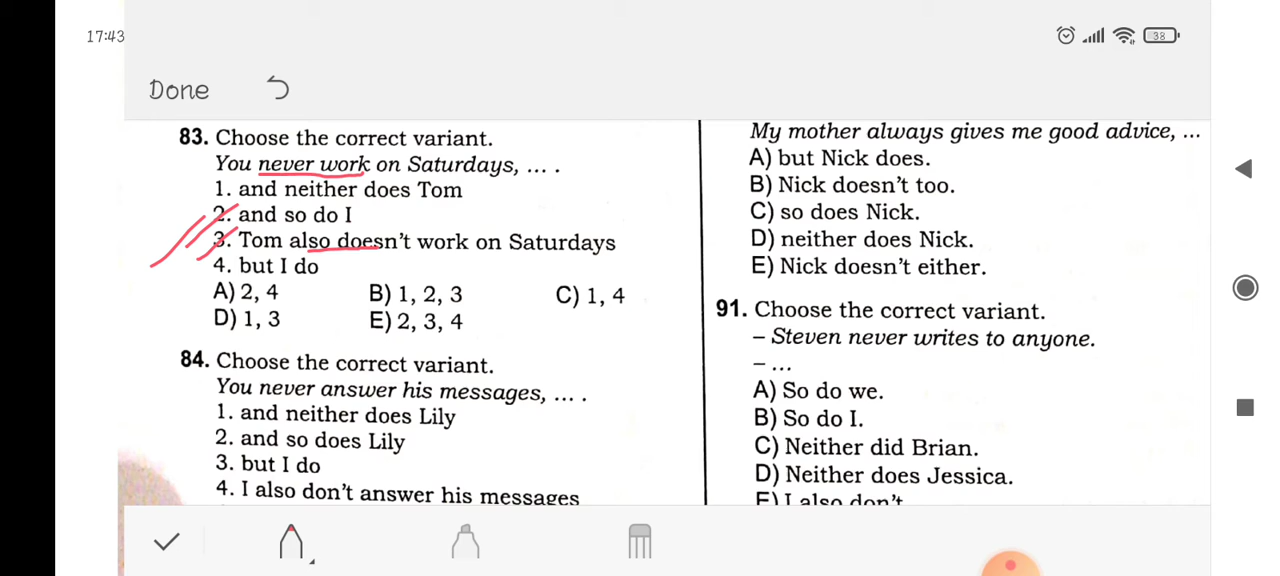 17:43
38
Done
83. Choose the correct variant.
You never work on Saturdays, ... .
1. and neither does Tom
2. and so do I
3. Tom also doesn't work on Saturdays
4. but I do
A) 2, 4 B) 1, 2, 3 C) 1, 4
D) 1, 3 E) 2, 3, 4
84. Choose the correct variant.
You never answer his messages, ... .
1. and neither does Lily
2. and so does Lily
3. but I do
4. I also don't answer his messages
My mother always gives me good advice, ...
A) but Nick does.
B) Nick doesn't too.
C) so does Nick.
D) neither does Nick.
E) Nick doesn't either.
91. Choose the correct variant.
– Steven never writes to anyone.
– ...
A) So do we.
B) So do I.
C) Neither did Brian.
D) Neither does Jessica.
E) I also don't.